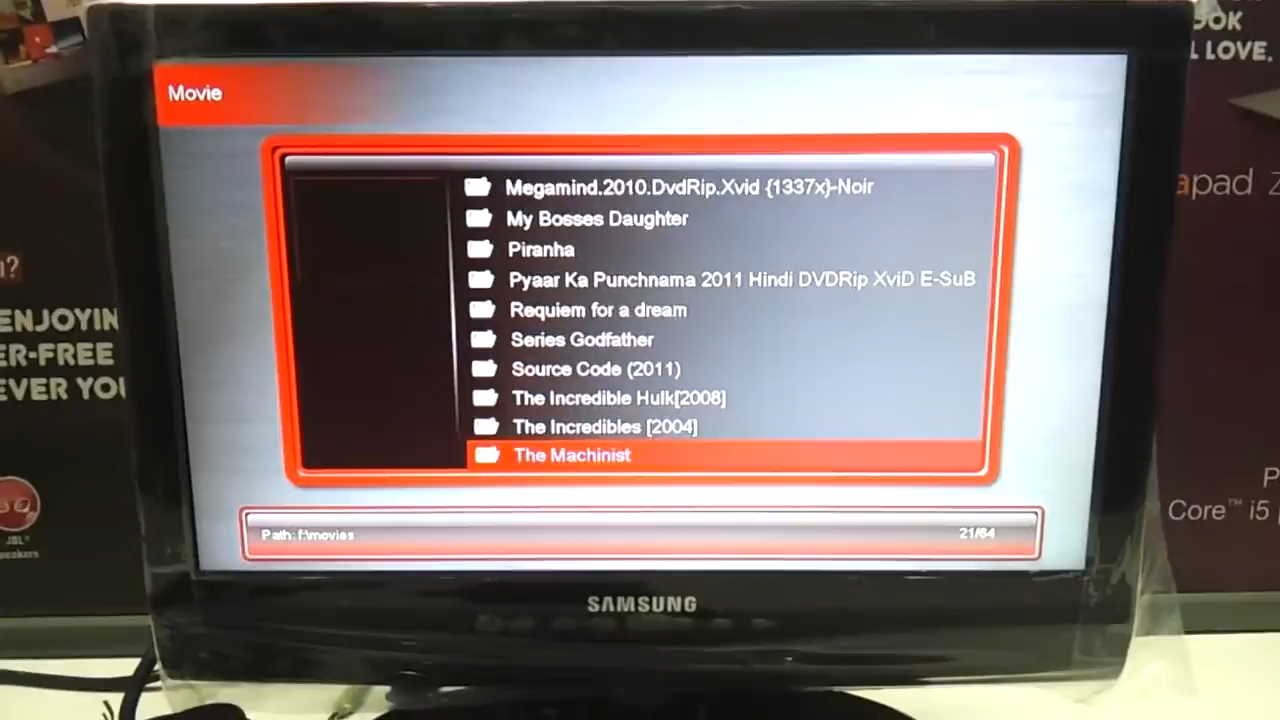 OOK
L LOVE.
Movie
Megamind.2010.DvdRip.Xvid {1337x}-Noir
My Bosses Daughter
Piranha
Pyaar Ka Punchnama 2011 Hindi DVDRip XviD E-SuB
Requiem for a dream
Series Godfather
Source Code (2011)
The Incredible Hulk[2008]
The Incredibles [2004]
The Machinist
Path: f:\movies
21/64
SAMSUNG
?
ENJOYIN
ER-FREE
EVER YOU
JBL
apad Z
P
Core™ i5